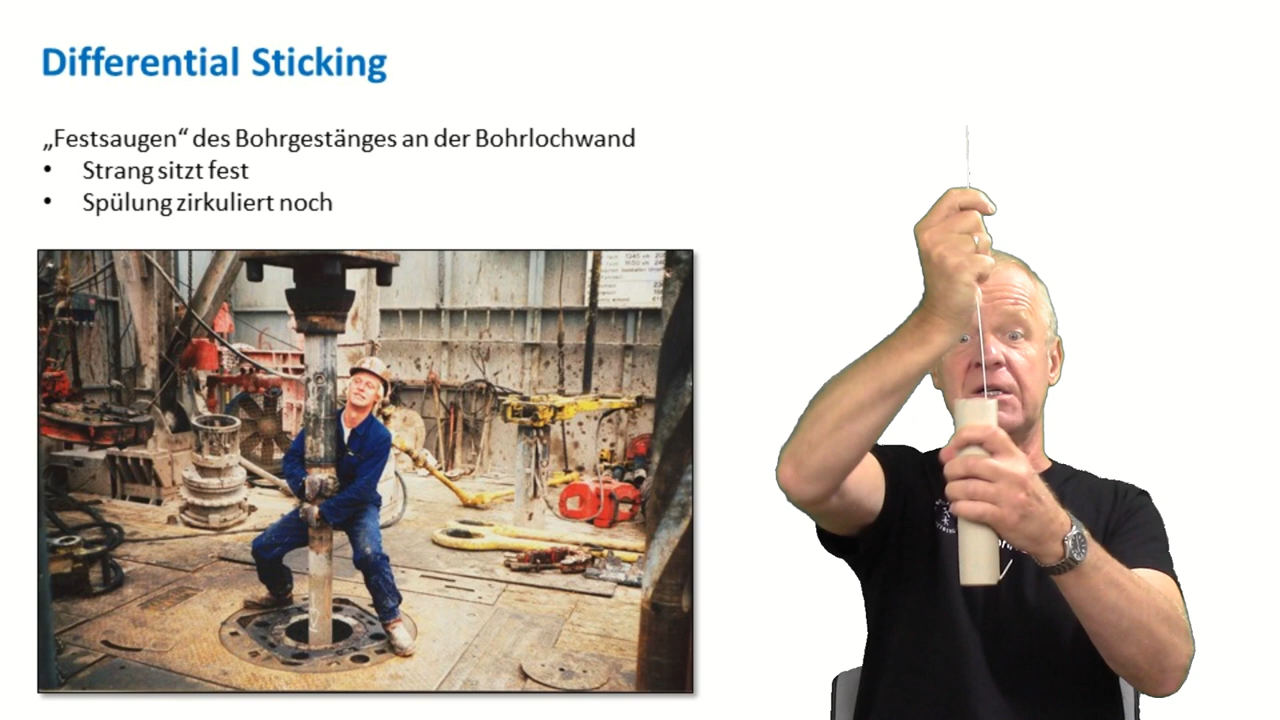 Differential Sticking
„Festsaugen“ des Bohrgestänges an der Bohrlochwand
• Strang sitzt fest
• Spülung zirkuliert noch